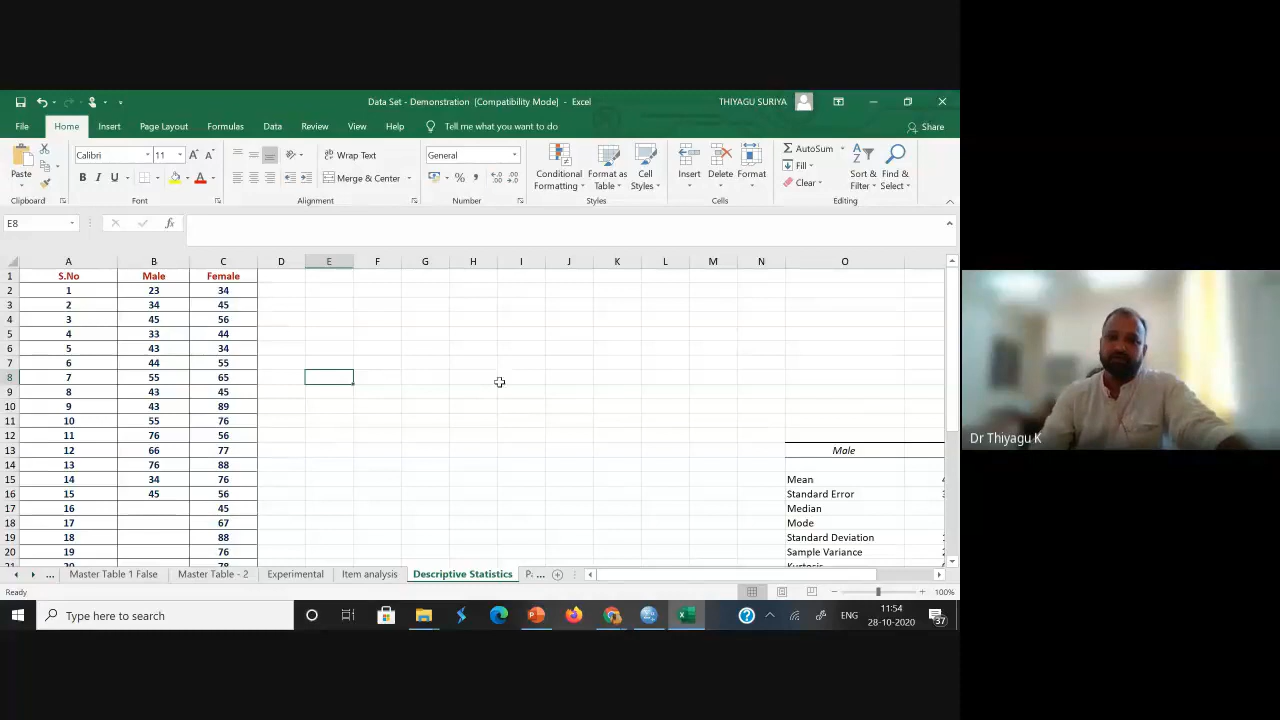 Data Set - Demonstration [Compatibility Mode] - Excel
THIYAGU SURIYA
File Home Insert Page Layout Formulas Data Review View Help Tell me what you want to do Share
Paste
Calibri 11
Wrap Text
General
Conditional Formatting
Format as Table
Cell Styles
Insert Delete Format
AutoSum
Fill
Clear
Sort & Filter
Find & Select
B I U
Merge & Center
Clipboard Font Alignment Number Styles Cells Editing
E8
fx
A B C D E F G H I J K L M N O
1 S.No Male Female
2 1 23 34
3 2 34 45
4 3 45 56
5 4 33 44
6 5 43 34
7 6 44 55
8 7 55 65
9 8 43 45
10 9 43 89
11 10 55 76
12 11 76 56
13 12 66 77 Male
14 13 76 88
15 14 34 76 Mean
16 15 45 56 Standard Error
17 16 45 Median
18 17 67 Mode
19 18 88 Standard Deviation
20 19 76 Sample Variance
Kurtosis
Master Table 1 False Master Table - 2 Experimental Item analysis Descriptive Statistics
Ready 100%
Type here to search
ENG
11:54
28-10-2020
37
Dr Thiyagu K